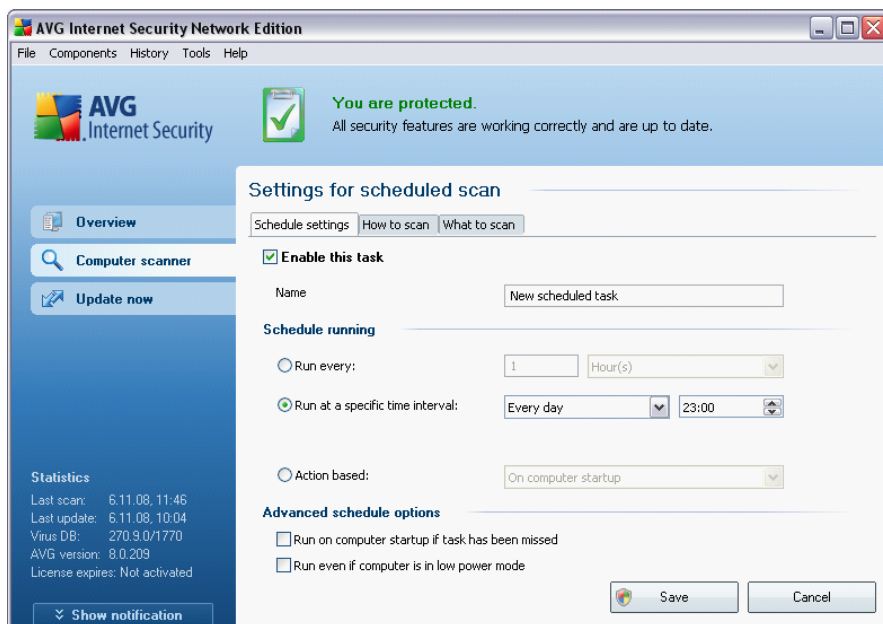 AVG Internet Security Network Edition
File Components History Tools Help
AVG
Internet Security
You are protected.
All security features are working correctly and are up to date.
Overview
Computer scanner
Update now
Settings for scheduled scan
Schedule settings How to scan What to scan
Enable this task
Name New scheduled task
Schedule running
Run every: 1 Hour(s)
Run at a specific time interval: Every day 23:00
Action based: On computer startup
Advanced schedule options
Run on computer startup if task has been missed
Run even if computer is in low power mode
Save Cancel
Statistics
Last scan: 6.11.08, 11:46
Last update: 6.11.08, 10:04
Virus DB: 270.9.0/1770
AVG version: 8.0.209
License expires: Not activated
Show notification